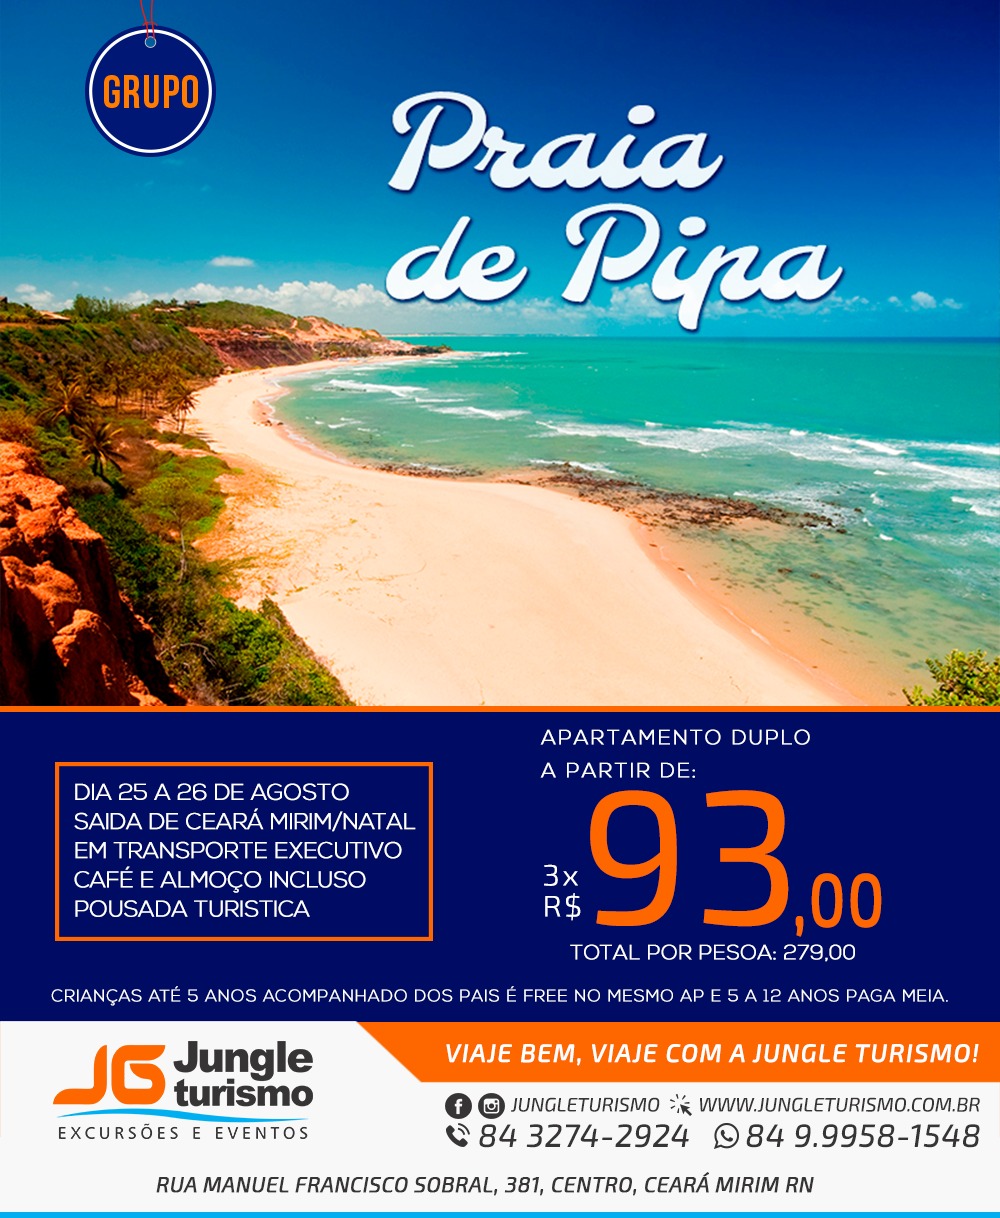 GRUPO
Praia
de Pipa
APARTAMENTO DUPLO
A PARTIR DE:
3x
R$ 93,00
TOTAL POR PESOA: 279,00
DIA 25 A 26 DE AGOSTO
SAIDA DE CEARÁ MIRIM/NATAL
EM TRANSPORTE EXECUTIVO
CAFÉ E ALMOÇO INCLUSO
POUSADA TURISTICA
CRIANÇAS ATÉ 5 ANOS ACOMPANHADO DOS PAIS É FREE NO MESMO AP E 5 A 12 ANOS PAGA MEIA.
JG Jungle
turismo
EXCURSÕES E EVENTOS
VIAJE BEM, VIAJE COM A JUNGLE TURISMO!
JUNGLETURISMO WWW.JUNGLETURISMO.COM.BR
84 3274-2924 84 9.9958-1548
RUA MANUEL FRANCISCO SOBRAL, 381, CENTRO, CEARÁ MIRIM RN